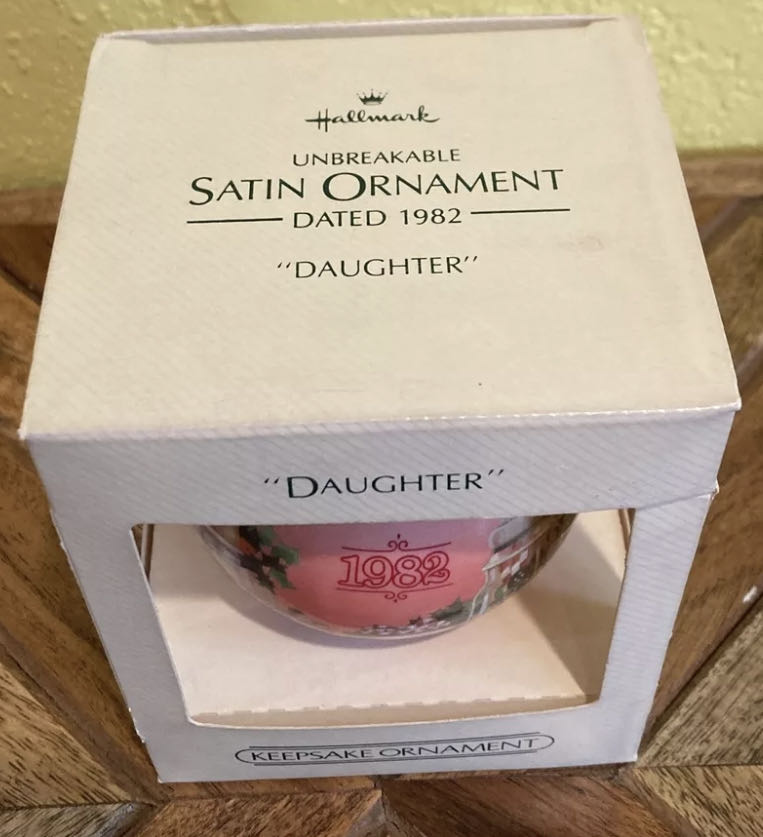 Hallmark
UNBREAKABLE
SATIN ORNAMENT
DATED 1982
"DAUGHTER"
"DAUGHTER"
1982
KEEPSAKE ORNAMENT